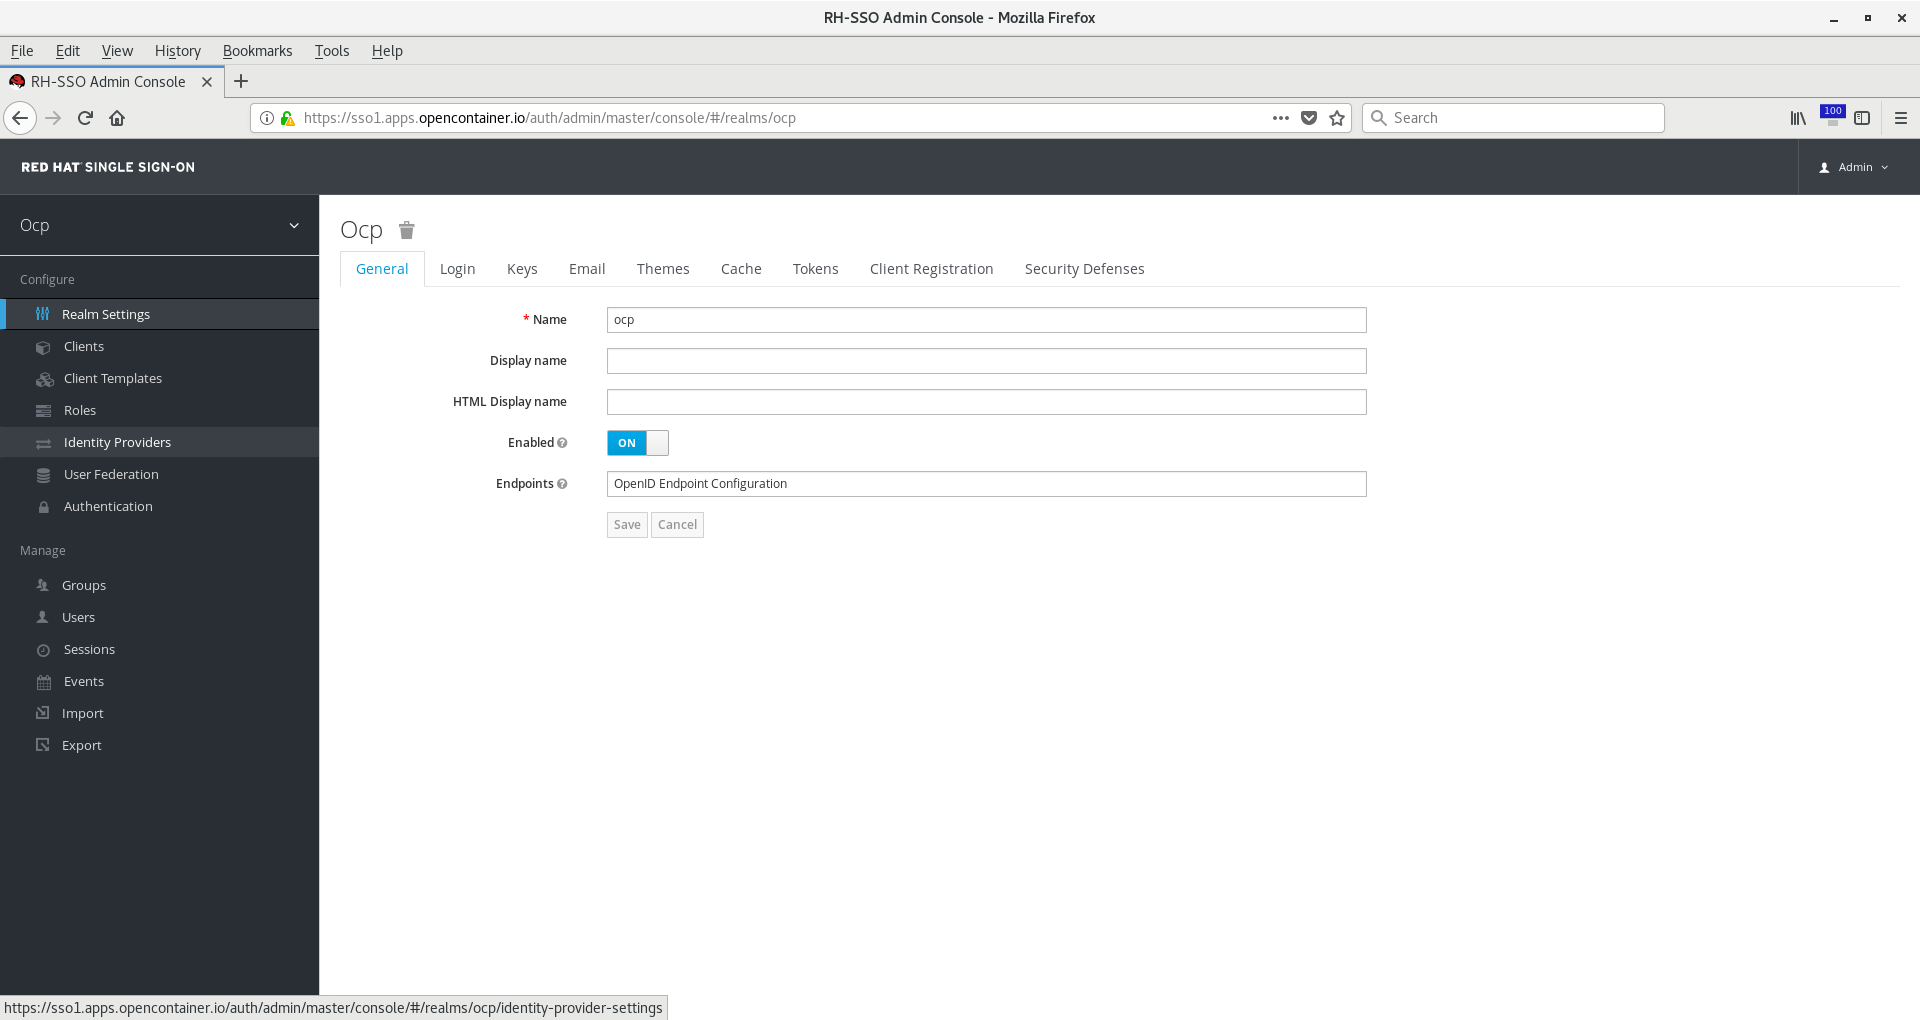 RH-SSO Admin Console - Mozilla Firefox
File Edit View History Bookmarks Tools Help
RH-SSO Admin Console
https://sso1.apps.opencontainer.io/auth/admin/master/console/#/realms/ocp
Search
100
RED HAT SINGLE SIGN-ON
Admin
Ocp
Configure
Realm Settings
Clients
Client Templates
Roles
Identity Providers
User Federation
Authentication
Manage
Groups
Users
Sessions
Events
Import
Export
Ocp
General Login Keys Email Themes Cache Tokens Client Registration Security Defenses
* Name ocp
Display name
HTML Display name
Enabled ON
Endpoints OpenID Endpoint Configuration
Save Cancel
https://sso1.apps.opencontainer.io/auth/admin/master/console/#/realms/ocp/identity-provider-settings